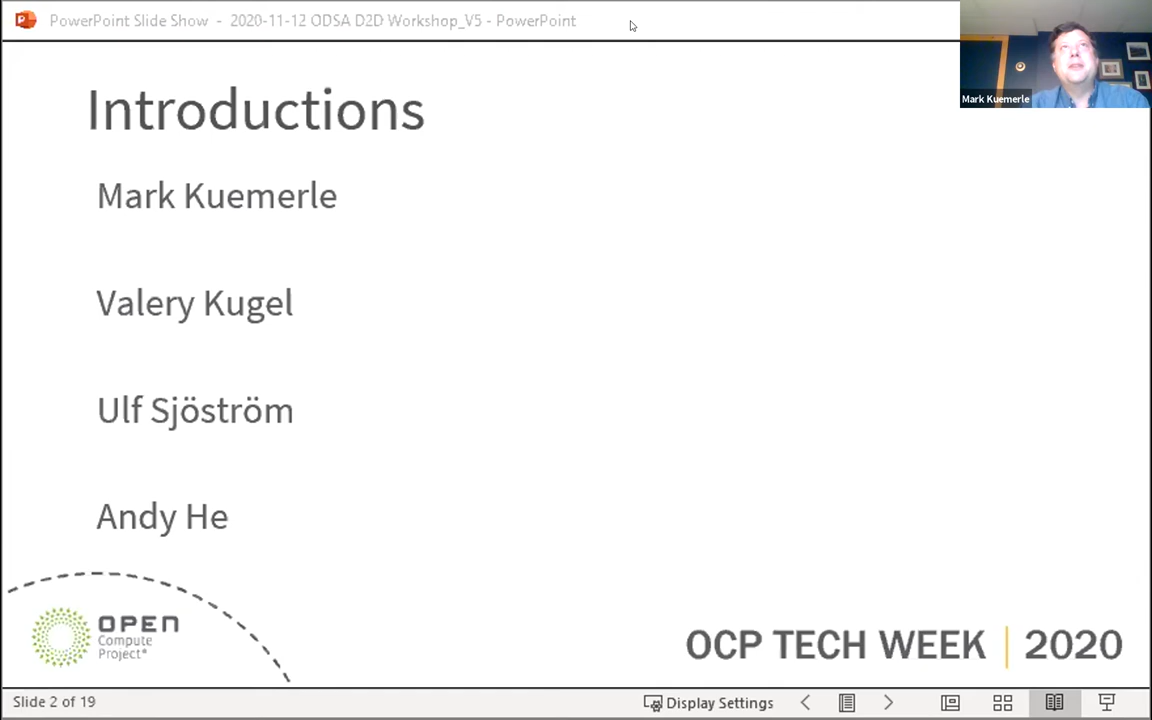 PowerPoint Slide Show - 2020-11-12 ODSA D2D Workshop_V5 - PowerPoint
Mark Kuemerle
Introductions
Mark Kuemerle
Valery Kugel
Ulf Sjöström
Andy He
OPEN
Compute
Project®
OCP TECH WEEK | 2020
Slide 2 of 19
Display Settings